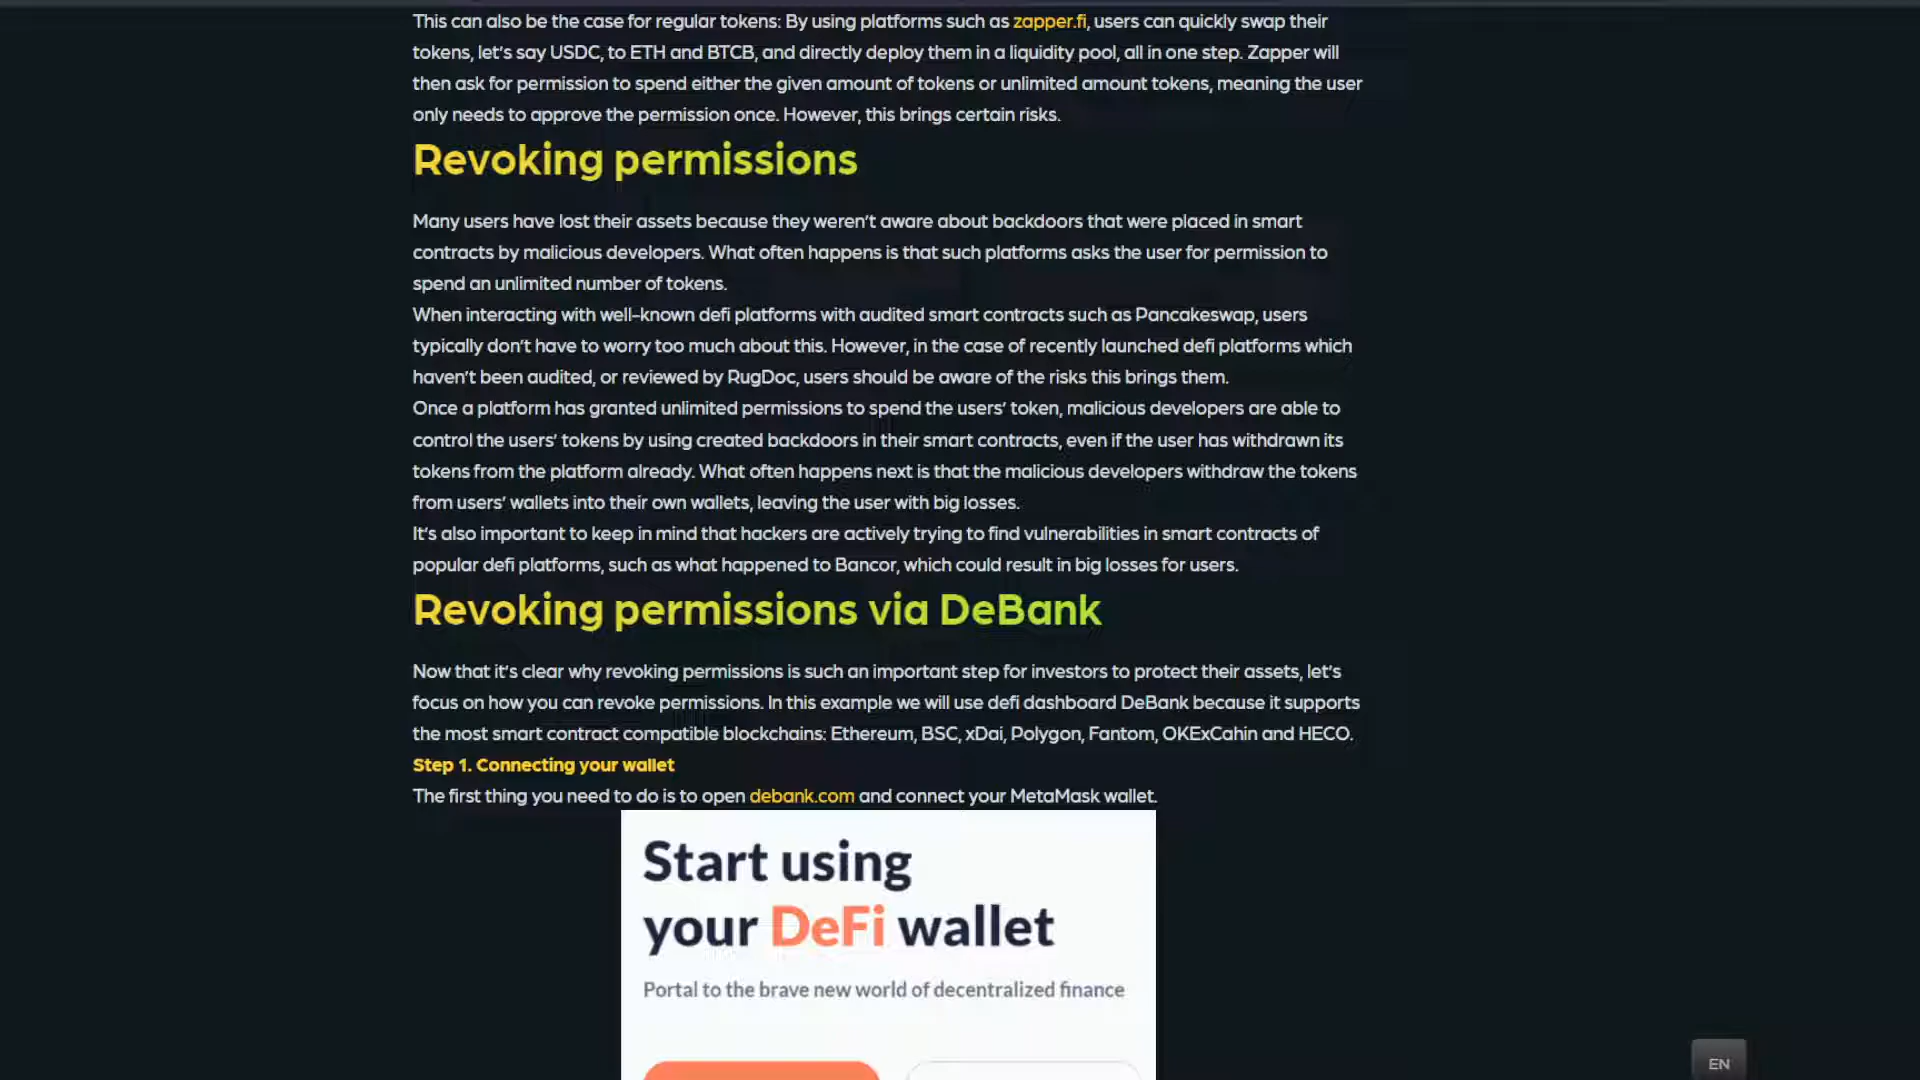 This can also be the case for regular tokens: By using platforms such as zapper.fi, users can quickly swap their
tokens, let's say USDC, to ETH and BTCB, and directly deploy them in a liquidity pool, all in one step. Zapper will
then ask for permission to spend either the given amount of tokens or unlimited amount tokens, meaning the user
only needs to approve the permission once. However, this brings certain risks.
Revoking permissions
Many users have lost their assets because they weren't aware about backdoors that were placed in smart
contracts by malicious developers. What often happens is that such platforms asks the user for permission to
spend an unlimited number of tokens.
When interacting with well-known defi platforms with audited smart contracts such as Pancakeswap, users
typically don't have to worry too much about this. However, in the case of recently launched defi platforms which
haven't been audited, or reviewed by RugDoc, users should be aware of the risks this brings them.
Once a platform has granted unlimited permissions to spend the users' token, malicious developers are able to
control the users' tokens by using created backdoors in their smart contracts, even if the user has withdrawn its
tokens from the platform already. What often happens next is that the malicious developers withdraw the tokens
from users' wallets into their own wallets, leaving the user with big losses.
It's also important to keep in mind that hackers are actively trying to find vulnerabilities in smart contracts of
popular defi platforms, such as what happened to Bancor, which could result in big losses for users.
Revoking permissions via DeBank
Now that it's clear why revoking permissions is such an important step for investors to protect their assets, let's
focus on how you can revoke permissions. In this example we will use defi dashboard DeBank because it supports
the most smart contract compatible blockchains: Ethereum, BSC, xDai, Polygon, Fantom, OKExCahin and HECO.
Step 1. Connecting your wallet
The first thing you need to do is to open debank.com and connect your MetaMask wallet.
Start using
your DeFi wallet
Portal to the brave new world of decentralized finance
EN